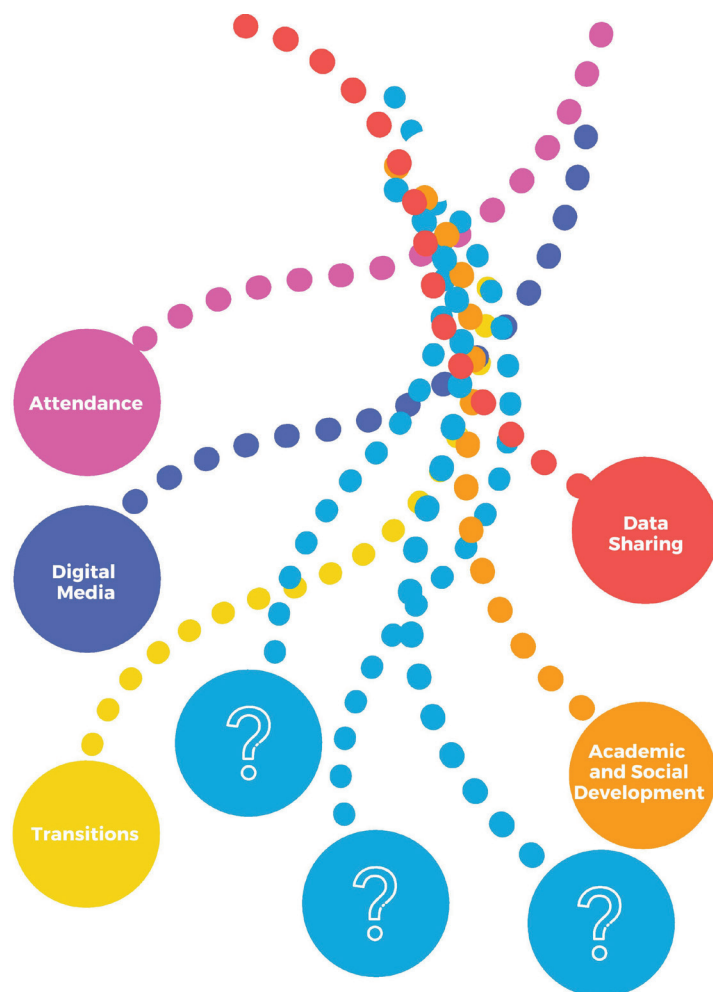 Attendance
Data
Sharing
Digital
Media
?
Academic
and Social
Development
Transitions
?
?